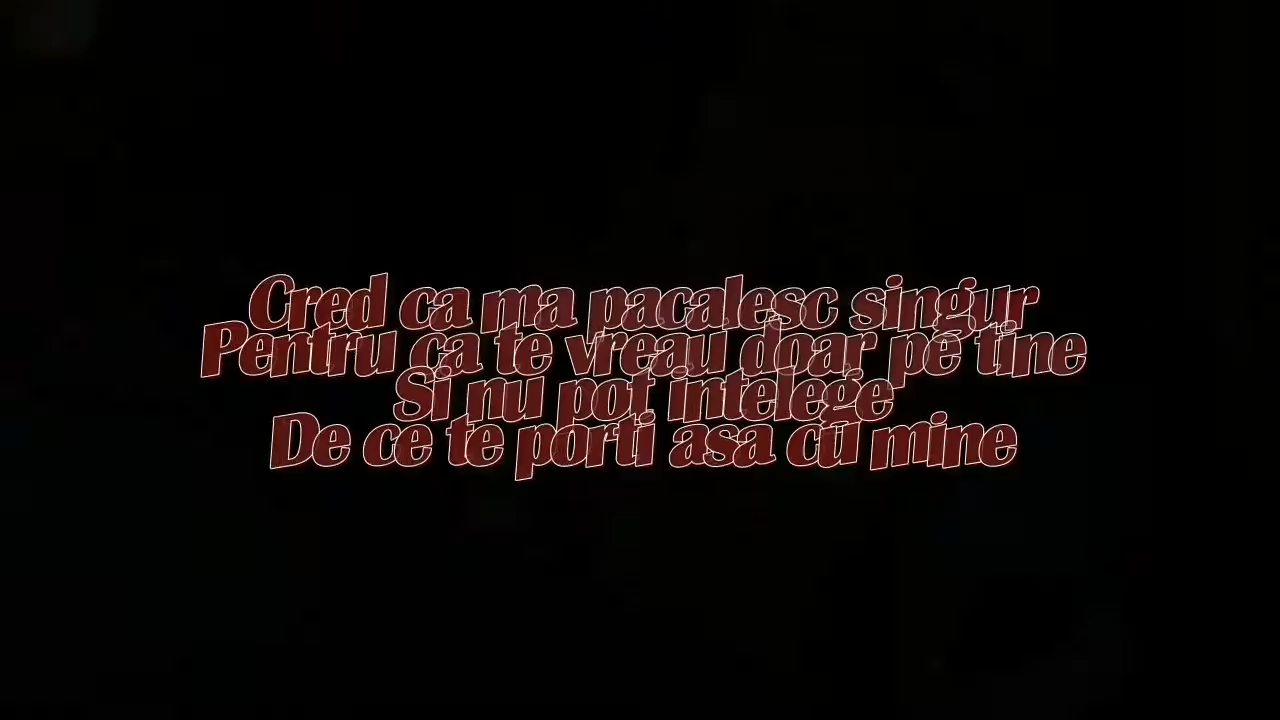 Cred ca ma pacalesc singur
Pentru ca te vreau doar pe tine
Si nu pot intelege
De ce te porti asa cu mine